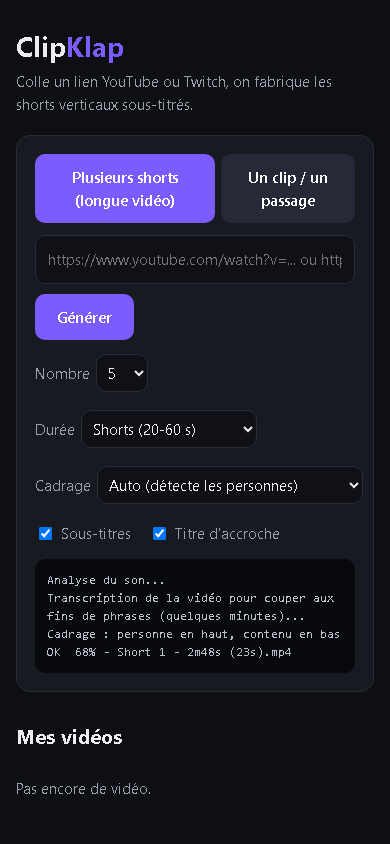 ClipKlap
Colle un lien YouTube ou Twitch, on fabrique les
shorts verticaux sous-titrés.
Plusieurs shorts
(longue vidéo)
Un clip / un
passage
https://www.youtube.com/watch?v=... ou http
Générer
Nombre 5
Durée Shorts (20-60 s)
Cadrage Auto (détecte les personnes)
Sous-titres Titre d'accroche
Analyse du son...
Transcription de la vidéo pour couper aux
fins de phrases (quelques minutes)...
Cadrage : personne en haut, contenu en bas
OK  68% - Short 1 - 2m48s (23s).mp4
Mes vidéos
Pas encore de vidéo.